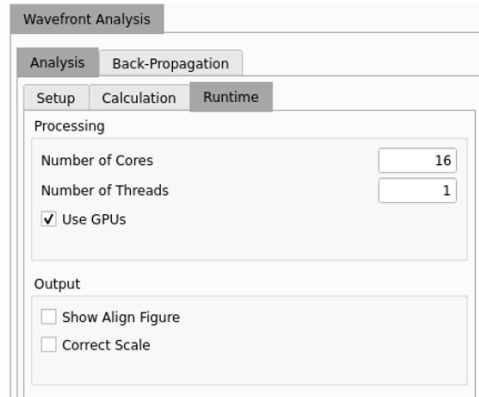 Wavefront Analysis
Analysis Back-Propagation
Setup Calculation Runtime
Processing
Number of Cores 16
Number of Threads 1
Use GPUs
Output
Show Align Figure
Correct Scale